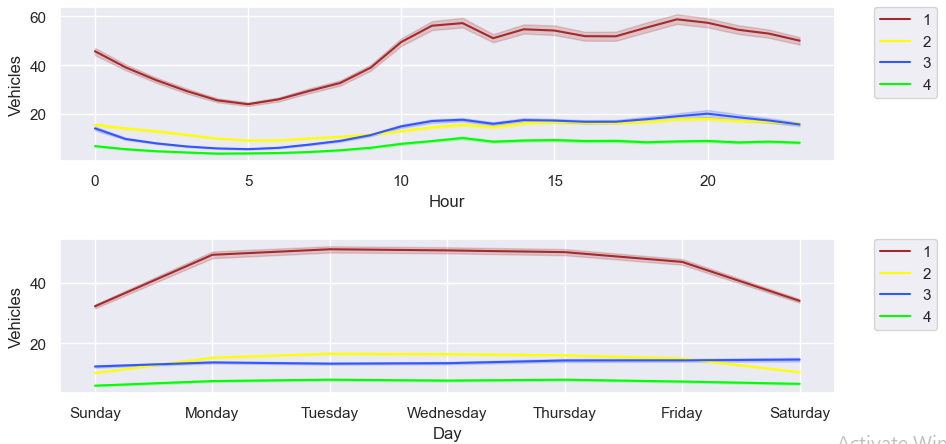 60
40
20
Vehicles
0 5 10 15 20
Hour
1
2
3
4
40
20
Vehicles
Sunday Monday Tuesday Wednesday Thursday Friday Saturday
Day
1
2
3
4
Activate Win